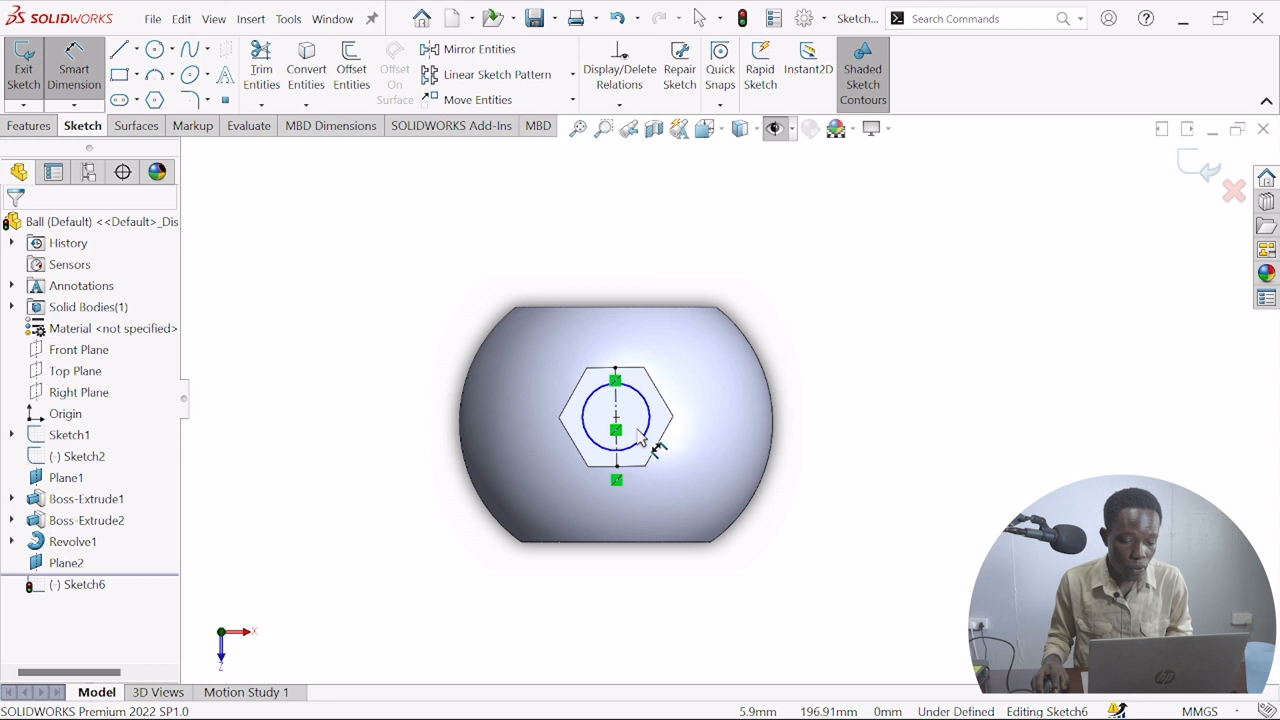 SOLIDWORKS File Edit View Insert Tools Window Sketch... Search Commands
Exit Sketch
Smart Dimension
Trim Entities
Convert Entities
Offset Entities
Offset On Surface
Mirror Entities
Linear Sketch Pattern
Move Entities
Display/Delete Relations
Repair Sketch
Quick Snaps
Rapid Sketch
Instant2D
Shaded Sketch Contours
Features Sketch Surfaces Markup Evaluate MBD Dimensions SOLIDWORKS Add-Ins MBD
Ball (Default) <<Default>_Dis
History
Sensors
Annotations
Solid Bodies(1)
Material <not specified>
Front Plane
Top Plane
Right Plane
Origin
Sketch1
(-) Sketch2
Plane1
Boss-Extrude1
Boss-Extrude2
Revolve1
Plane2
(-) Sketch6
X
Z
hp
Model 3D Views Motion Study 1
SOLIDWORKS Premium 2022 SP1.0 5.9mm 196.91mm 0mm Under Defined Editing Sketch6 MMGS